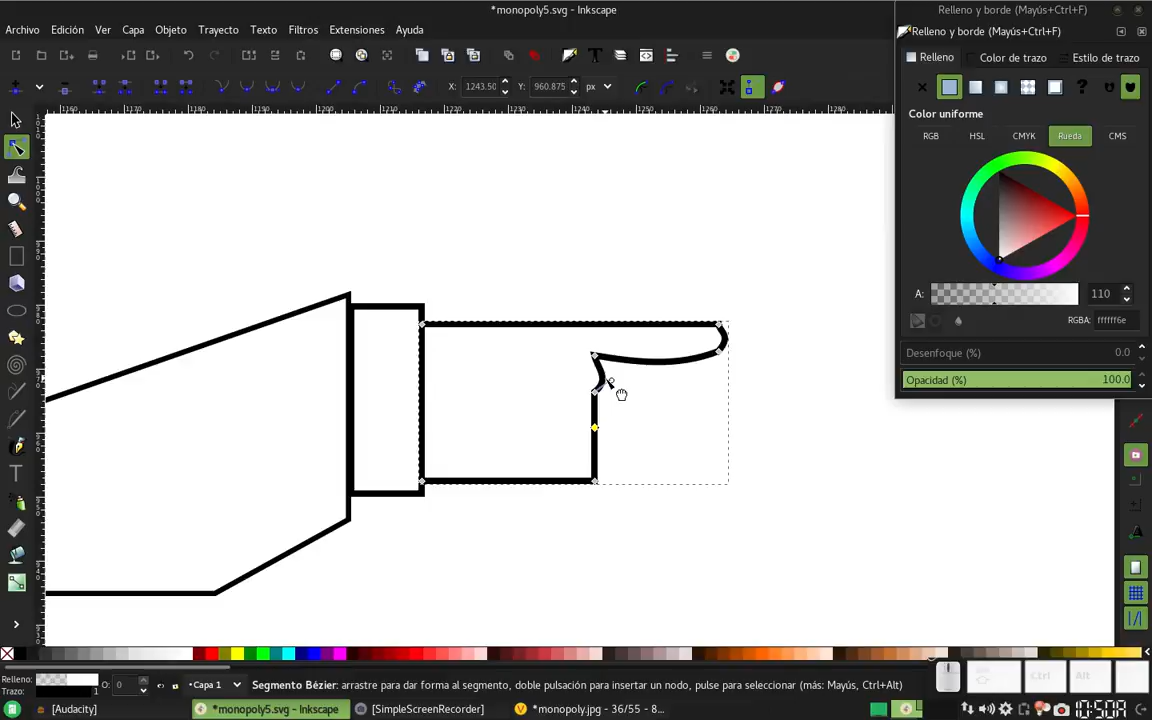 *monopoly5.svg - Inkscape
Archivo Edición Ver Capa Objeto Trayecto Texto Filtros Extensiones Ayuda
X: 1243.50 Y: 960.875 px
Relleno y borde (Mayús+Ctrl+F)
Relleno y borde (Mayús+Ctrl+F)
Relleno Color de trazo Estilo de trazo
Color uniforme
RGB HSL CMYK Rueda CMS
A: 110
RGBA: ffffff6e
Desenfoque (%) 0.0
Opacidad (%) 100.0
Relleno:
Trazo: 1
O: 0
•Capa 1
Segmento Bézier: arrastre para dar forma al segmento, doble pulsación para insertar un nodo, pulse para seleccionar (más: Mayús, Ctrl+Alt)
Ctrl Alt
[Audacity] *monopoly5.svg - Inkscape [SimpleScreenRecorder] *monopoly.jpg - 36/55 - 8...